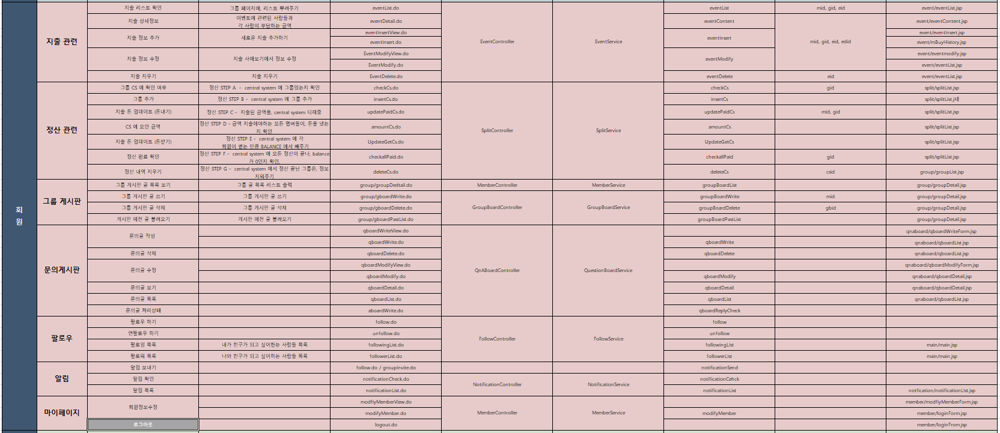 회
원
지출 관련
지출 리스트 확인
그룹 페이지에, 리스트 뿌려주기
eventList.do
EventController
EventService
eventList
mid, gid, eid
event/eventList.jsp
지출 상세정보
이벤트에 관련된 사람들과
각 사람이 부담하는 금액
eventDetail.do
eventContent
mid, gid, eid, edid
event/eventContent.jsp
지출 정보 추가
새로운 지출 추가하기
eventInsertView.do
eventInsert
event/eventInsert.jsp
eventInsert.do
event/mBuyHistory.jsp
지출 정보 수정
지출 상세보기에서 정보 수정
EventModifyView.do
eventModify
event/eventmodify.jsp
EventModify.do
event/eventList.jsp
지출 지우기
지출 지우기
EventDelete.do
eventDelete
eid
event/eventList.jsp
정산 관련
그룹 CS 에 확인 여부
정산 STEP A - central system 에 그룹있는지 확인
checkCs.do
SplitController
SplitService
checkCs
gid
split/splitList.jsp
그룹 추가
정산 STEP B - central system 에 그룹 추가
insertCs.do
insertCs
split/splitList.j네
지출 돈 업데이트 (돈내기)
정산 STEP C - 지출된 금액을, central system 더해줌
updatePaidCs.do
updatePaidCs
mid, gid
split/splitList.jsp
CS 에 모인 금액
정산 STEP D - 금액 지출해야하는 모든 멤버들이, 돈을 냈는
지 확인
amountCs.do
amountCs
split/splitList.jsp
지출 돈 업데이트 (돈받기)
정산 STEP E - central system 에 각
회원이 받는 만큼 BALANCE 에서 빼주기
UpdateGetCs.do
UpdateGetCs
split/splitList.jsp
정산 완료 확인
정산 STEP F - central system 에 모든 정산이 끝나, balance
가 0인지 확인,
checkallPaid.do
checkallPaid
gid
split/splitList.jsp
정산 내역 지우기
정산 STEP G - central system 에서 정산 끝난 그룹은, 정보
지워주기
deleteCs.do
deleteCs
csid
group/groupList.jsp
그룹 게시판
그룹 게시판 글 목록 보기
그룹 글 목록 리스트 출력
group/groupDedtail.do
MemberController
MemberService
groupBoardList
group/groupDetail.jsp
그룹 게시판 글 쓰기
그룹 게시판 글 쓰기
group/gboardWrite.do
GroupBoardController
GroupBoardService
groupBoardWrite
mid
group/groupDetail.jsp
그룹 게시판 글 삭제
그룹 게시판 글 삭제
group/gboardDelete.do
groupBoardDelete
gbid
group/groupDetail.jsp
게시판 예전 글 불러오기
게시판 예전 글 불러오기
group/gboardPastList.do
groupBoardPastList
group/groupDetail.jsp
문의게시판
문의글 작성
qboardWriteView.do
QnABoardController
QuestionBoardService
qnaboard/qboardWriteForm.jsp
qboardWrite.do
qboardWrite
qnaboard/qboardList.jsp
문의글 삭제
qboardDelete.do
qboardDelete
qnaboard/qboardList.jsp
문의글 수정
qboardModifyView.do
qnaboard/qboardModifyForm.jsp
qboardModify.do
qboardModify
qnaboard/qboardDetail.jsp
문의글 보기
qboardDetail.do
qboardDetail
qnaboard/qboardDetail.jsp
문의글 목록
qboardList.do
qboardList
qnaboard/qboardList.jsp
문의글 처리상태
aboardWrite.do
qboardReplyCheck
팔로우
팔로우 하기
follow.do
FollowController
FollowService
follow
언팔로우 하기
unfollow.do
unfollow
팔로잉 목록
내가 친구가 되고 싶어한는 사람들 목록
followingList.do
followingLIst
main/main.jsp
팔로워 목록
나와 친구가 되고 싶어하는 사람들 목록
followerList.do
followerLIst
main/main.jsp
알림
알림 보내기
follow.do / groupInvite.do
notificationSend
알림 확인
notificationCheck.do
NotificationController
NotificationService
notificationCehck
알림 목록
notificationList.do
notificationList
notfication/notificationLIst.jsp
마이페이지
회원정보수정
modfiyMemberView.do
MemberController
MemberService
member/modfiyMemberForm.jsp
modifyMember.do
modifyMember
member/loginForm.jsp
로그아웃
logout.do
member/loginFrom.jsp